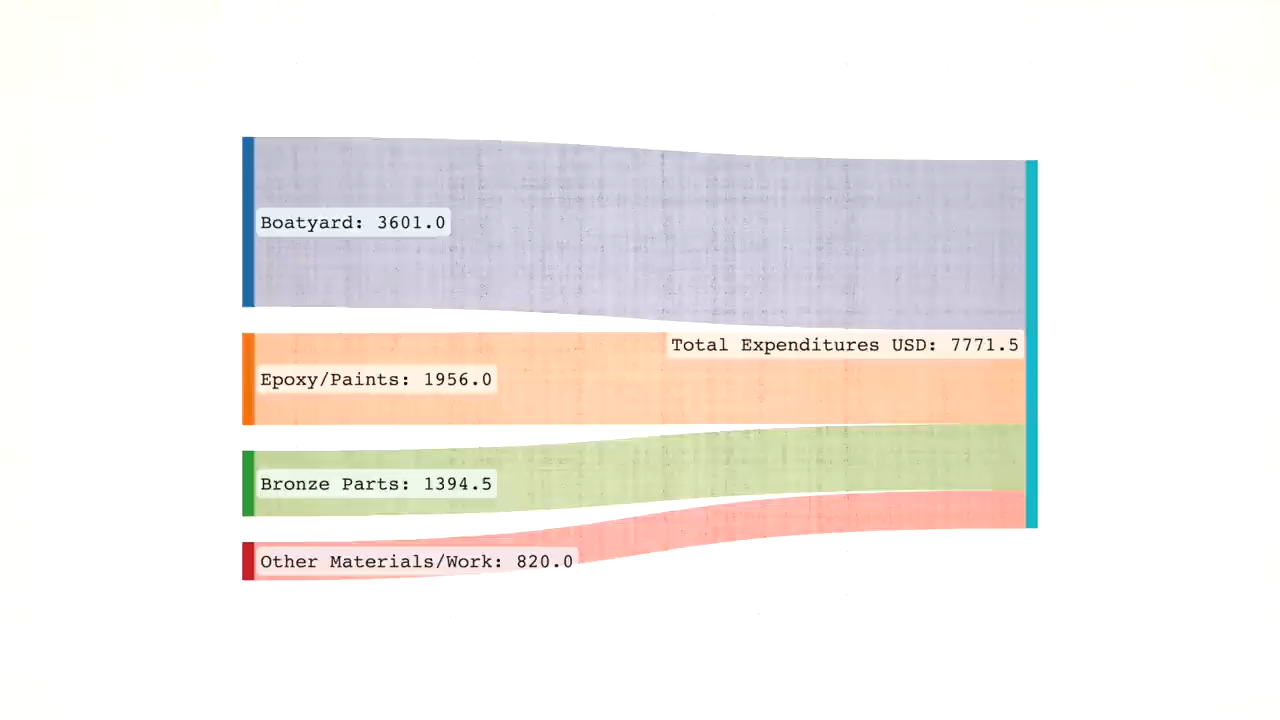 Boatyard: 3601.0
Total Expenditures USD: 7771.5
Epoxy/Paints: 1956.0
Bronze Parts: 1394.5
Other Materials/Work: 820.0